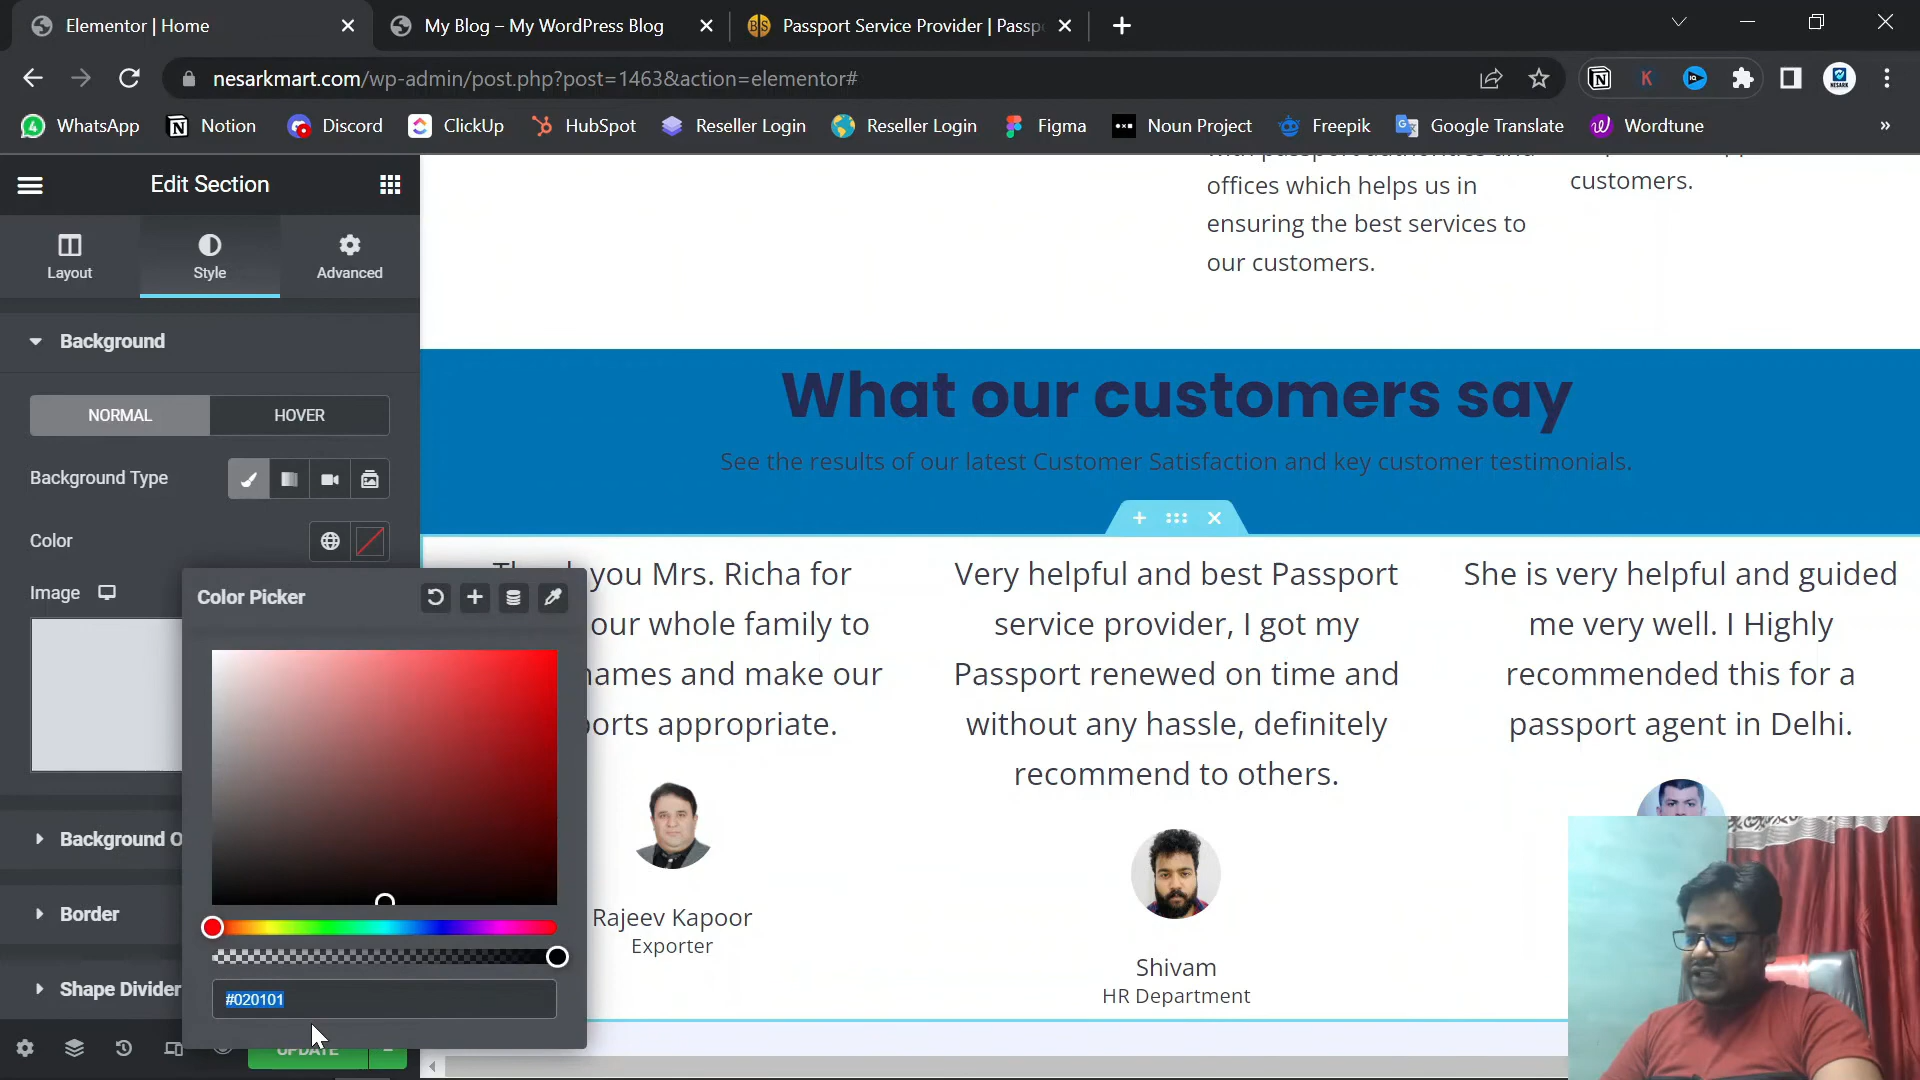 Elementor | Home
My Blog – My WordPress Blog
Passport Service Provider | Passp
nesarkmart.com/wp-admin/post.php?post=1463&action=elementor#
WhatsApp
Notion
Discord
ClickUp
HubSpot
Reseller Login
Reseller Login
Figma
Noun Project
Freepik
Google Translate
Wordtune
Edit Section
Layout
Style
Advanced
Background
NORMAL
HOVER
Background Type
Color
Image
Color Picker
Background O
Border
Shape Divider
#020101
UPDATE
offices which helps us in
ensuring the best services to
our customers.
customers.
What our customers say
See the results of our latest Customer Satisfaction and key customer testimonials.
you Mrs. Richa for
our whole family to
names and make our
ports appropriate.
Rajeev Kapoor
Exporter
Very helpful and best Passport
service provider, I got my
Passport renewed on time and
without any hassle, definitely
recommend to others.
Shivam
HR Department
She is very helpful and guided
me very well. I Highly
recommended this for a
passport agent in Delhi.